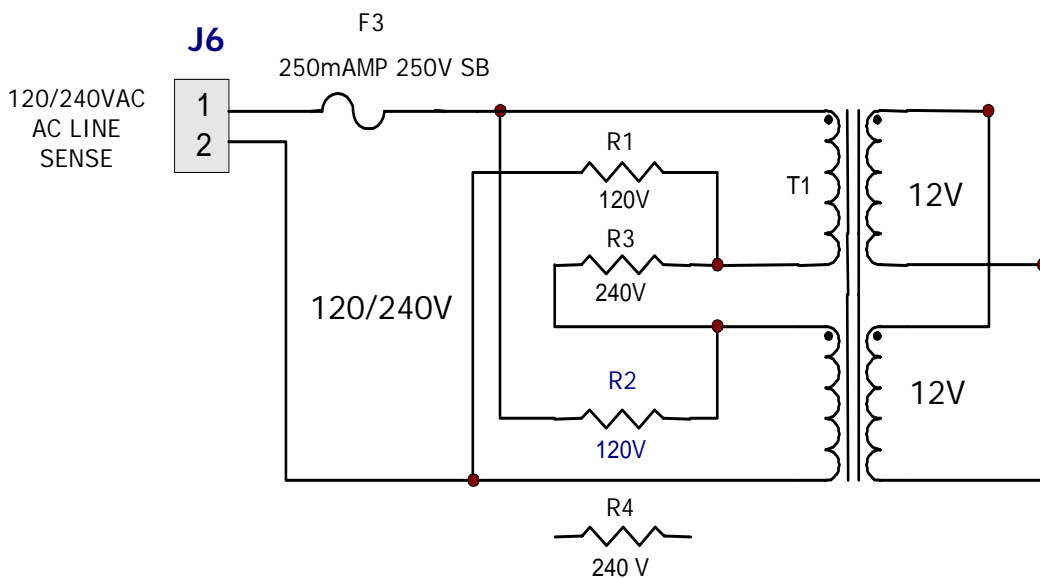 F3
J6
250mAMP 250V SB
120/240VAC
AC LINE
SENSE
1
2
R1
120V
T1
12V
R3
240V
120/240V
R2
120V
12V
R4
240 V